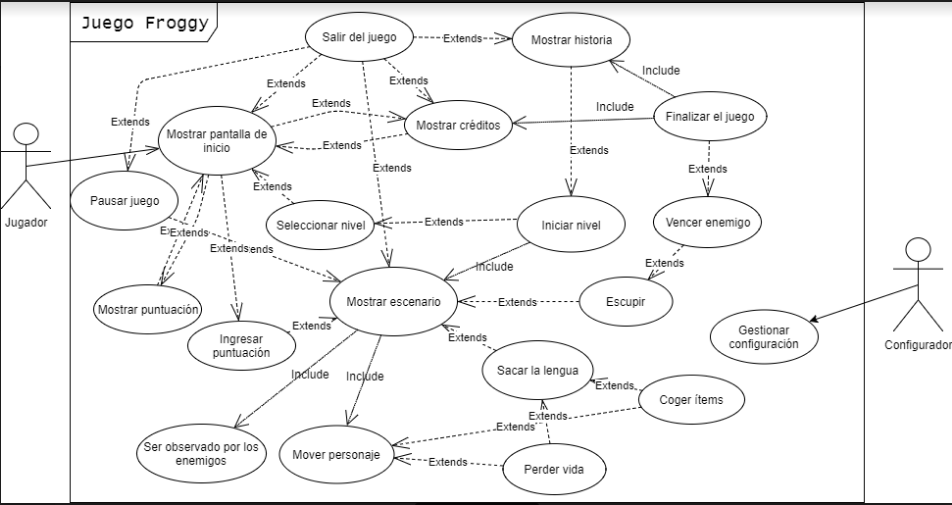 Juego Froggy
Salir del juego
Extends
Mostrar historia
Extends
Extends
Include
Extends
Include
Mostrar créditos
Finalizar el juego
Extends
Mostrar pantalla de
inicio
Extends
Extends
Extends
Extends
Jugador
Pausar juego
Extends
Seleccionar nivel
Extends
Iniciar nivel
Vencer enemigo
Extends
Extends
ends
Include
Extends
Mostrar puntuación
Mostrar escenario
Extends
Escupir
Gestionar
configuración
Configurador
Ingresar
puntuación
Extends
Extends
Include
Include
Sacar la lengua
Extends
Coger ítems
Extends
Extends
Ser observado por los
enemigos
Mover personaje
Extends
Perder vida